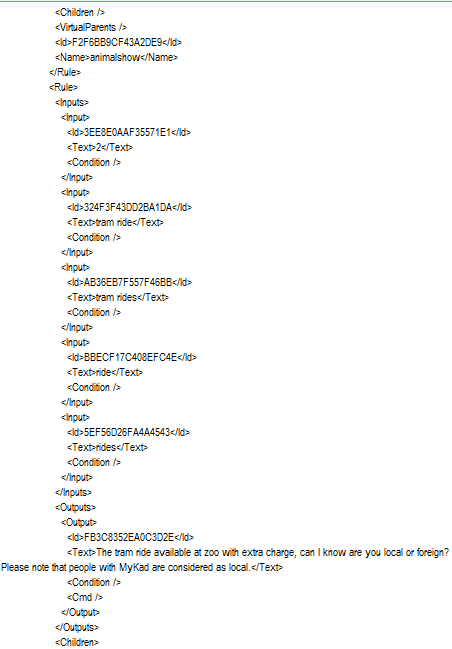 <Children />
<VirtualParents />
<Id>F2F6BB9CF43A2DE9</Id>
<Name>animalshow</Name>
</Rule>
<Rule>
<Inputs>
<Input>
<Id>3EE8E0AAF35571E1</Id>
<Text>2</Text>
<Condition />
</Input>
<Input>
<Id>324F3F43DD2BA1DA</Id>
<Text>tram ride</Text>
<Condition />
</Input>
<Input>
<Id>AB36EB7F557F46BB</Id>
<Text>tram rides</Text>
<Condition />
</Input>
<Input>
<Id>BBECF17C408EFC4E</Id>
<Text>ride</Text>
<Condition />
</Input>
<Input>
<Id>5EF56D26FA4A4543</Id>
<Text>rides</Text>
<Condition />
</Input>
</Inputs>
<Outputs>
<Output>
<Id>FB3C8352EA0C3D2E</Id>
<Text>The tram ride available at zoo with extra charge, can I know are you local or foreign?
Please note that people with MyKad are considered as local.</Text>
<Condition />
<Cmd />
</Output>
</Outputs>
<Children>